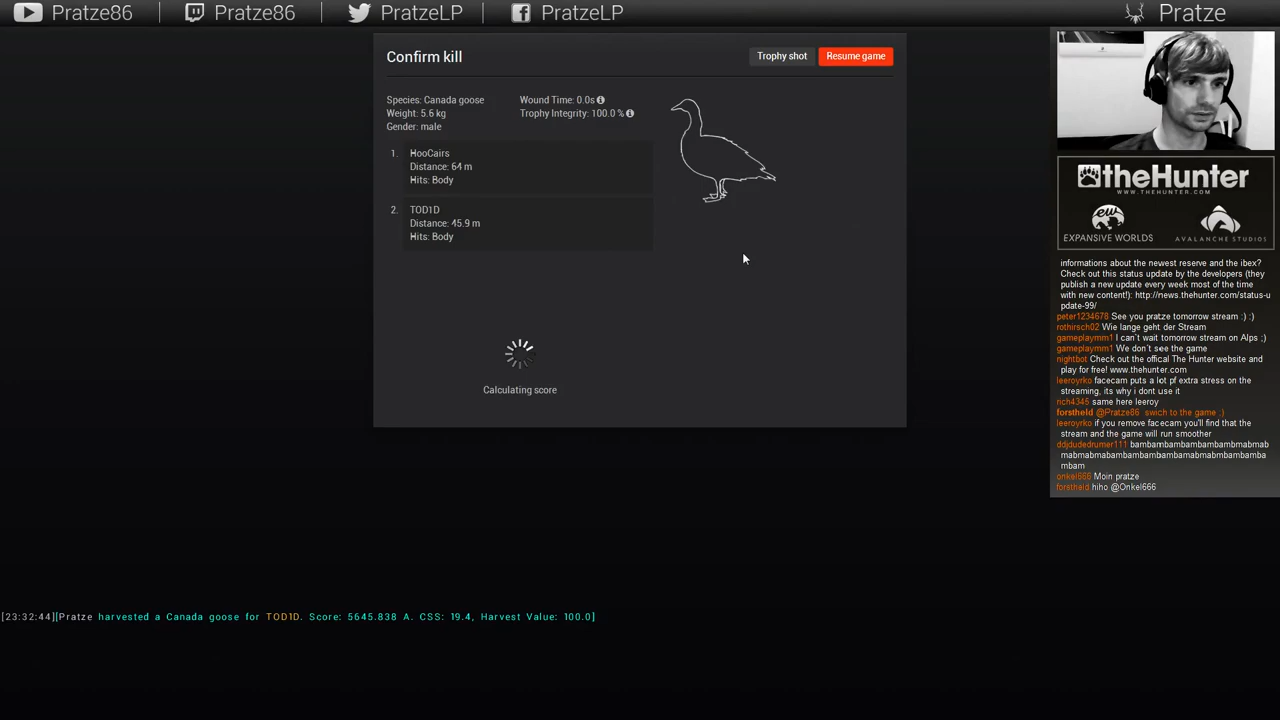 Pratze86
Pratze86
PratzeLP
PratzeLP
Pratze
Confirm kill
Trophy shot
Resume game
Species: Canada goose
Weight: 5.6 kg
Gender: male
Wound Time: 0.0s
Trophy Integrity: 100.0 %
1. HooCairs
Distance: 64 m
Hits: Body
2. TOD1D
Distance: 45.9 m
Hits: Body
Calculating score
theHunter
WWW.THEHUNTER.COM
ew
EXPANSIVE WORLDS
AVALANCHE STUDIOS
informations about the newest reserve and the ibex?
Check out this status update by the developers (they
publish a new update every week most of the time
with new content!): http://news.thehunter.com/status-u
pdate-99/
peter1234678 See you pratze tomorrow stream :) :)
rothirsch02 Wie lange geht der Stream
gameplaymm1 I can`t wait tomorrow stream on Alps ;)
gameplaymm1 We don´t see the game
nightbot Check out the offical The Hunter website and
play for free! www.thehunter.com
leeroyrko facecam puts a lot pf extra stress on the
streaming, its why i dont use it
rich4345 same here leeroy
forstheld @Pratze86 swich to the game ;)
leeroyrko if you remove facecam you'll find that the
stream and the game will run smoother
ddjdudedrumer111 bambambambambambambambammabmab
mabmabmabambambambambambamabmabmambambamba
mbam
onkel666 Moin pratze
forstheld hiho @Onkel666
[23:32:44][Pratze harvested a Canada goose for TOD1D. Score: 5645.838 A. CSS: 19.4, Harvest Value: 100.0]